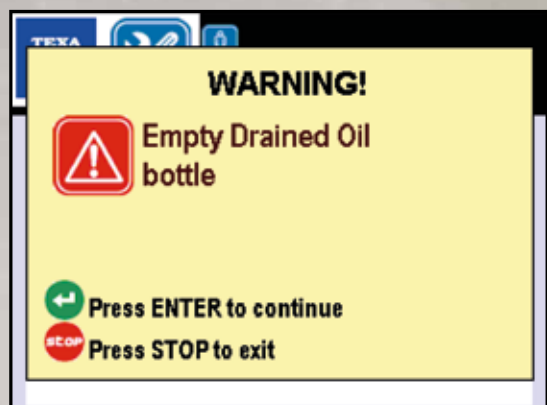 TEXA
WARNING!
Empty Drained Oil
bottle
Press ENTER to continue
stop Press STOP to exit